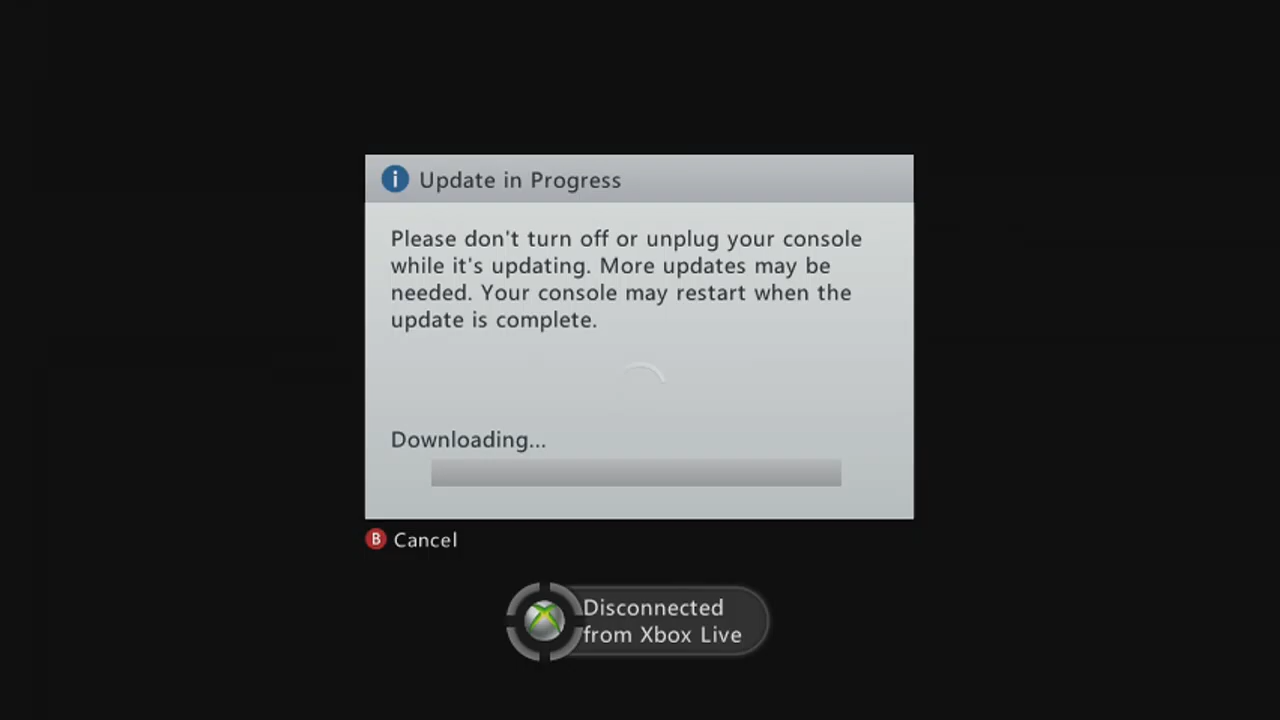 i Update in Progress
Please don't turn off or unplug your console
while it's updating. More updates may be
needed. Your console may restart when the
update is complete.
Downloading...
B Cancel
Disconnected
from Xbox Live